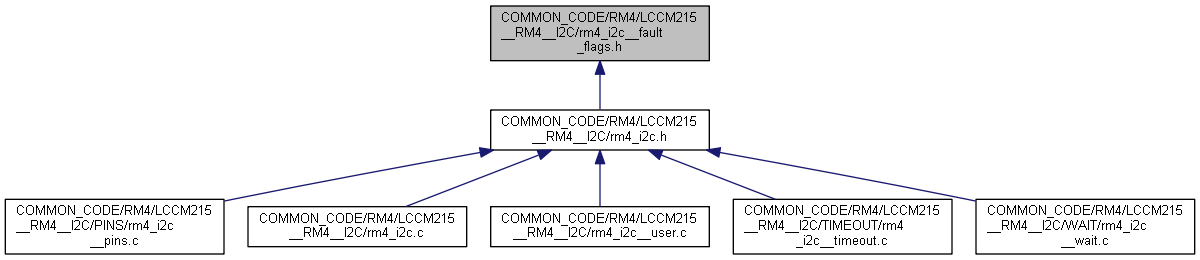 COMMON_CODE/RM4/LCCM215
__RM4__I2C/rm4_i2c__fault
_flags.h
COMMON_CODE/RM4/LCCM215
__RM4__I2C/rm4_i2c.h
COMMON_CODE/RM4/LCCM215
__RM4__I2C/PINS/rm4_i2c
__pins.c
COMMON_CODE/RM4/LCCM215
__RM4__I2C/rm4_i2c.c
COMMON_CODE/RM4/LCCM215
__RM4__I2C/rm4_i2c__user.c
COMMON_CODE/RM4/LCCM215
__RM4__I2C/TIMEOUT/rm4
_i2c__timeout.c
COMMON_CODE/RM4/LCCM215
__RM4__I2C/WAIT/rm4_i2c
__wait.c